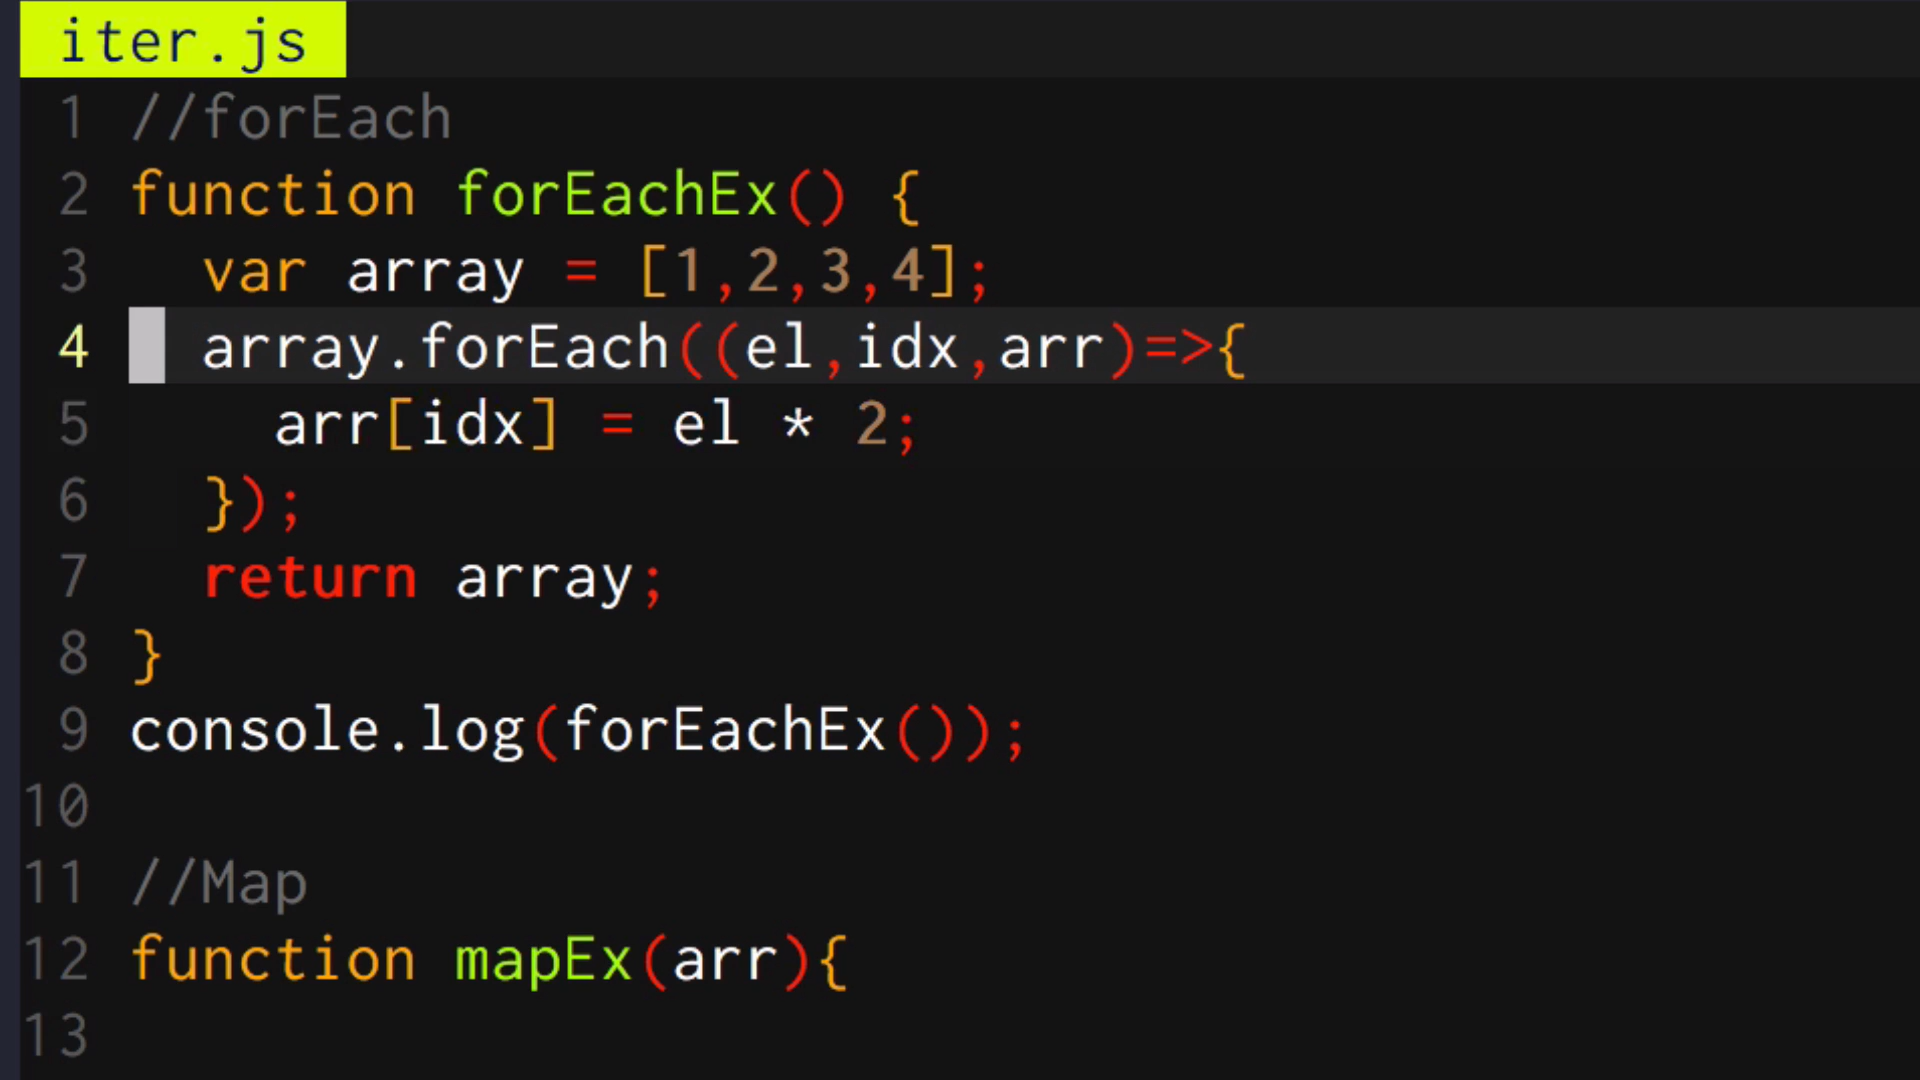 iter.js
1 //forEach
2 function forEachEx() {
3   var array = [1,2,3,4];
4   array.forEach((el,idx,arr)=>{
5     arr[idx] = el * 2;
6   });
7   return array;
8 }
9 console.log(forEachEx());
10
11 //Map
12 function mapEx(arr){
13